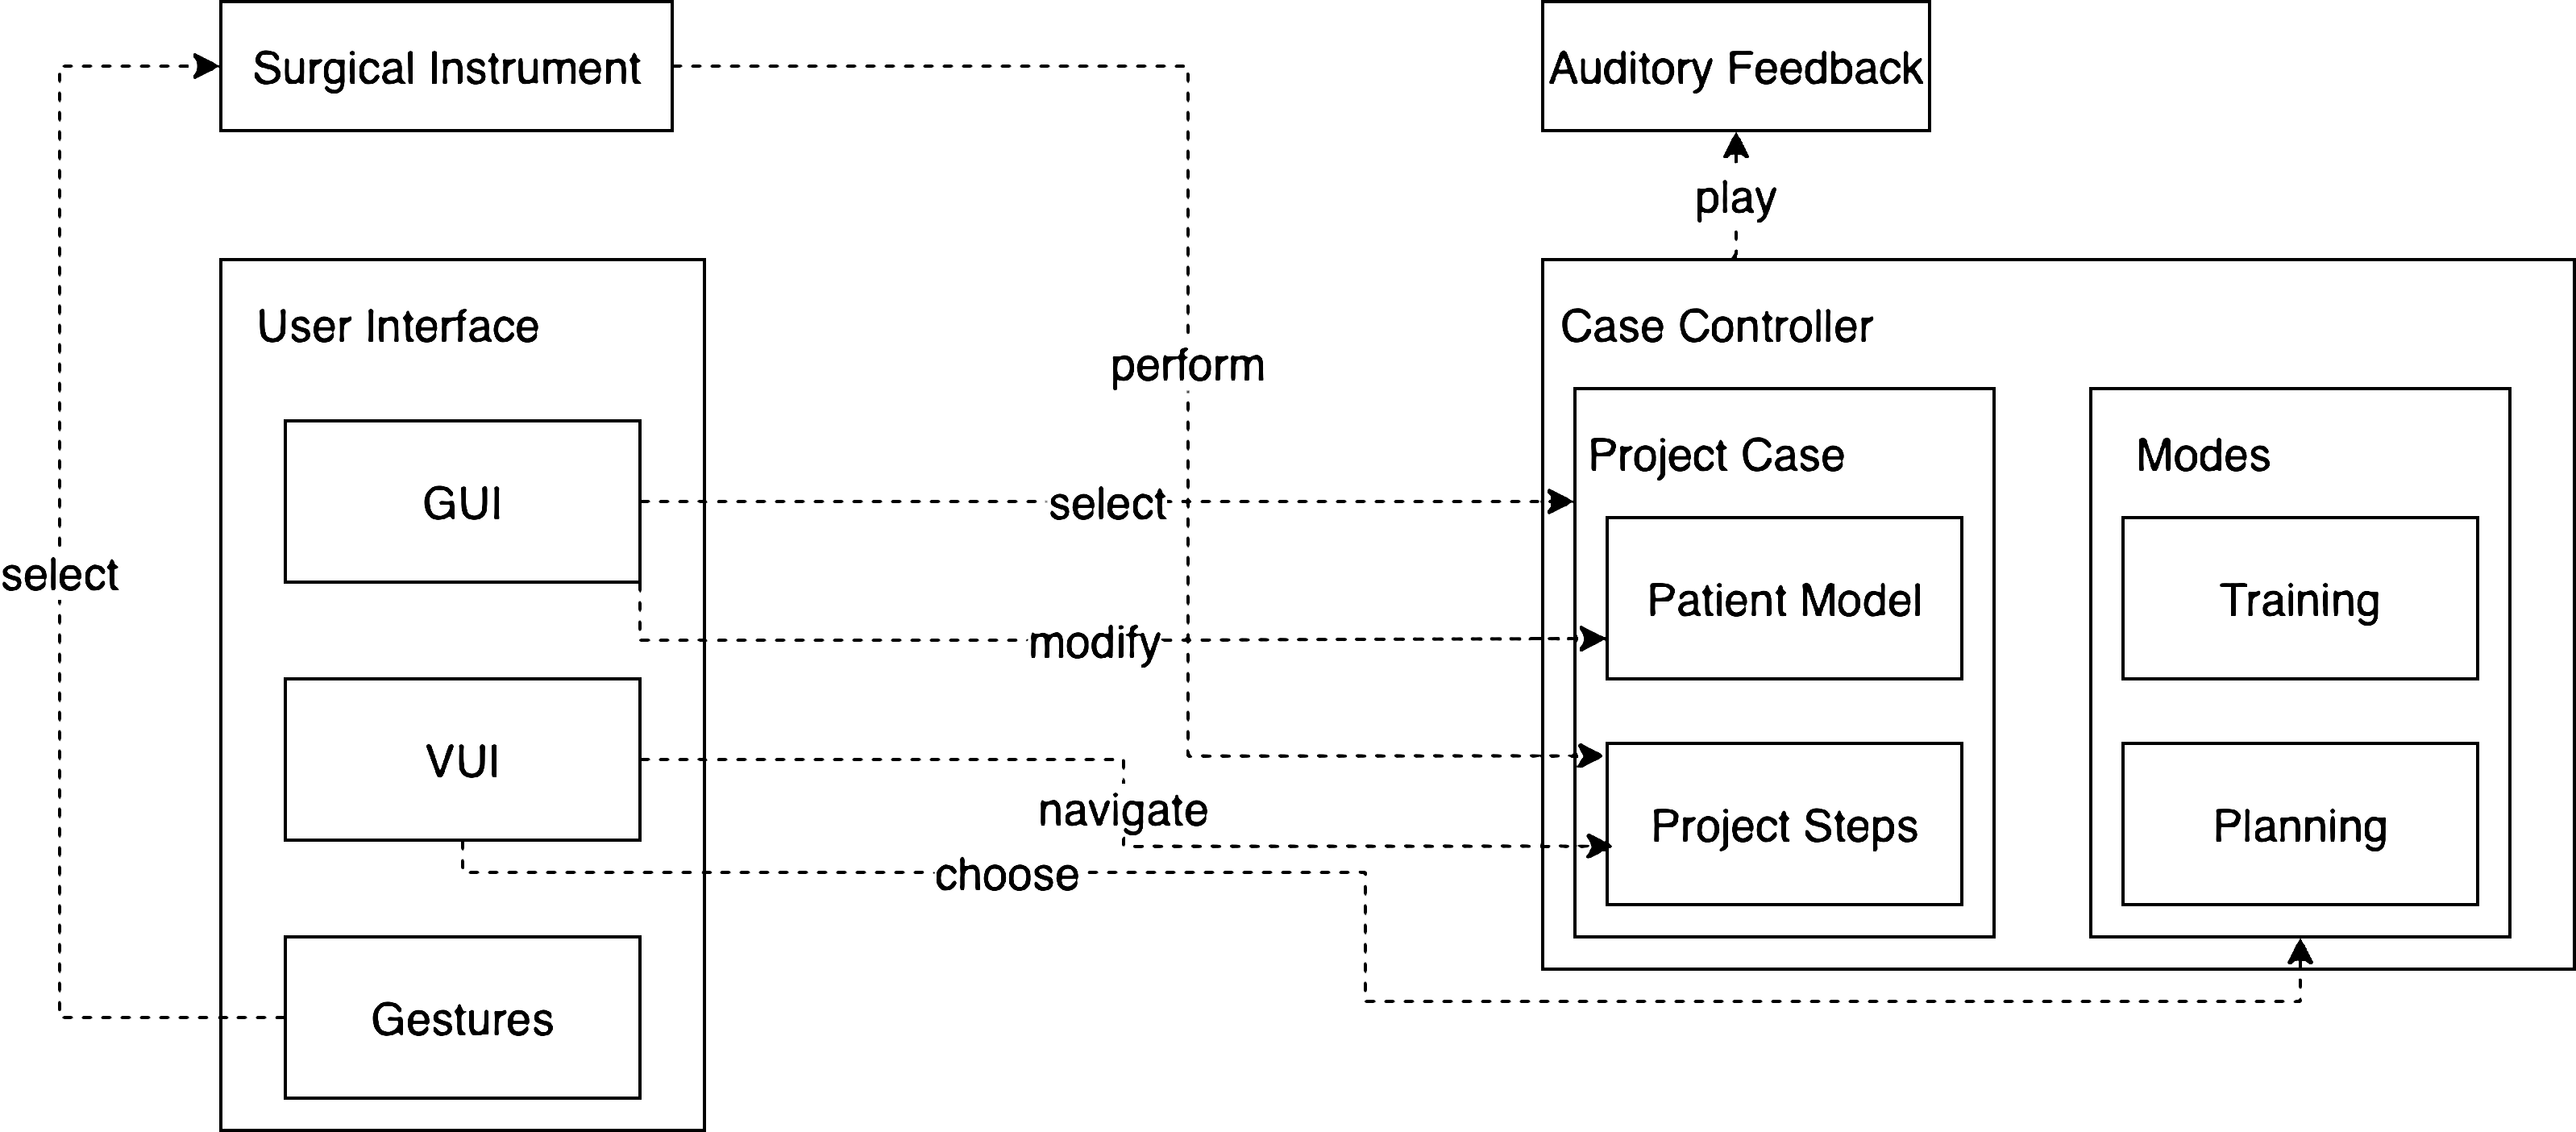 Surgical Instrument
Auditory Feedback
play
User Interface
Case Controller
perform
Project Case
Modes
GUI
select
select
Patient Model
Training
modify
VUI
navigate
Project Steps
Planning
choose
Gestures